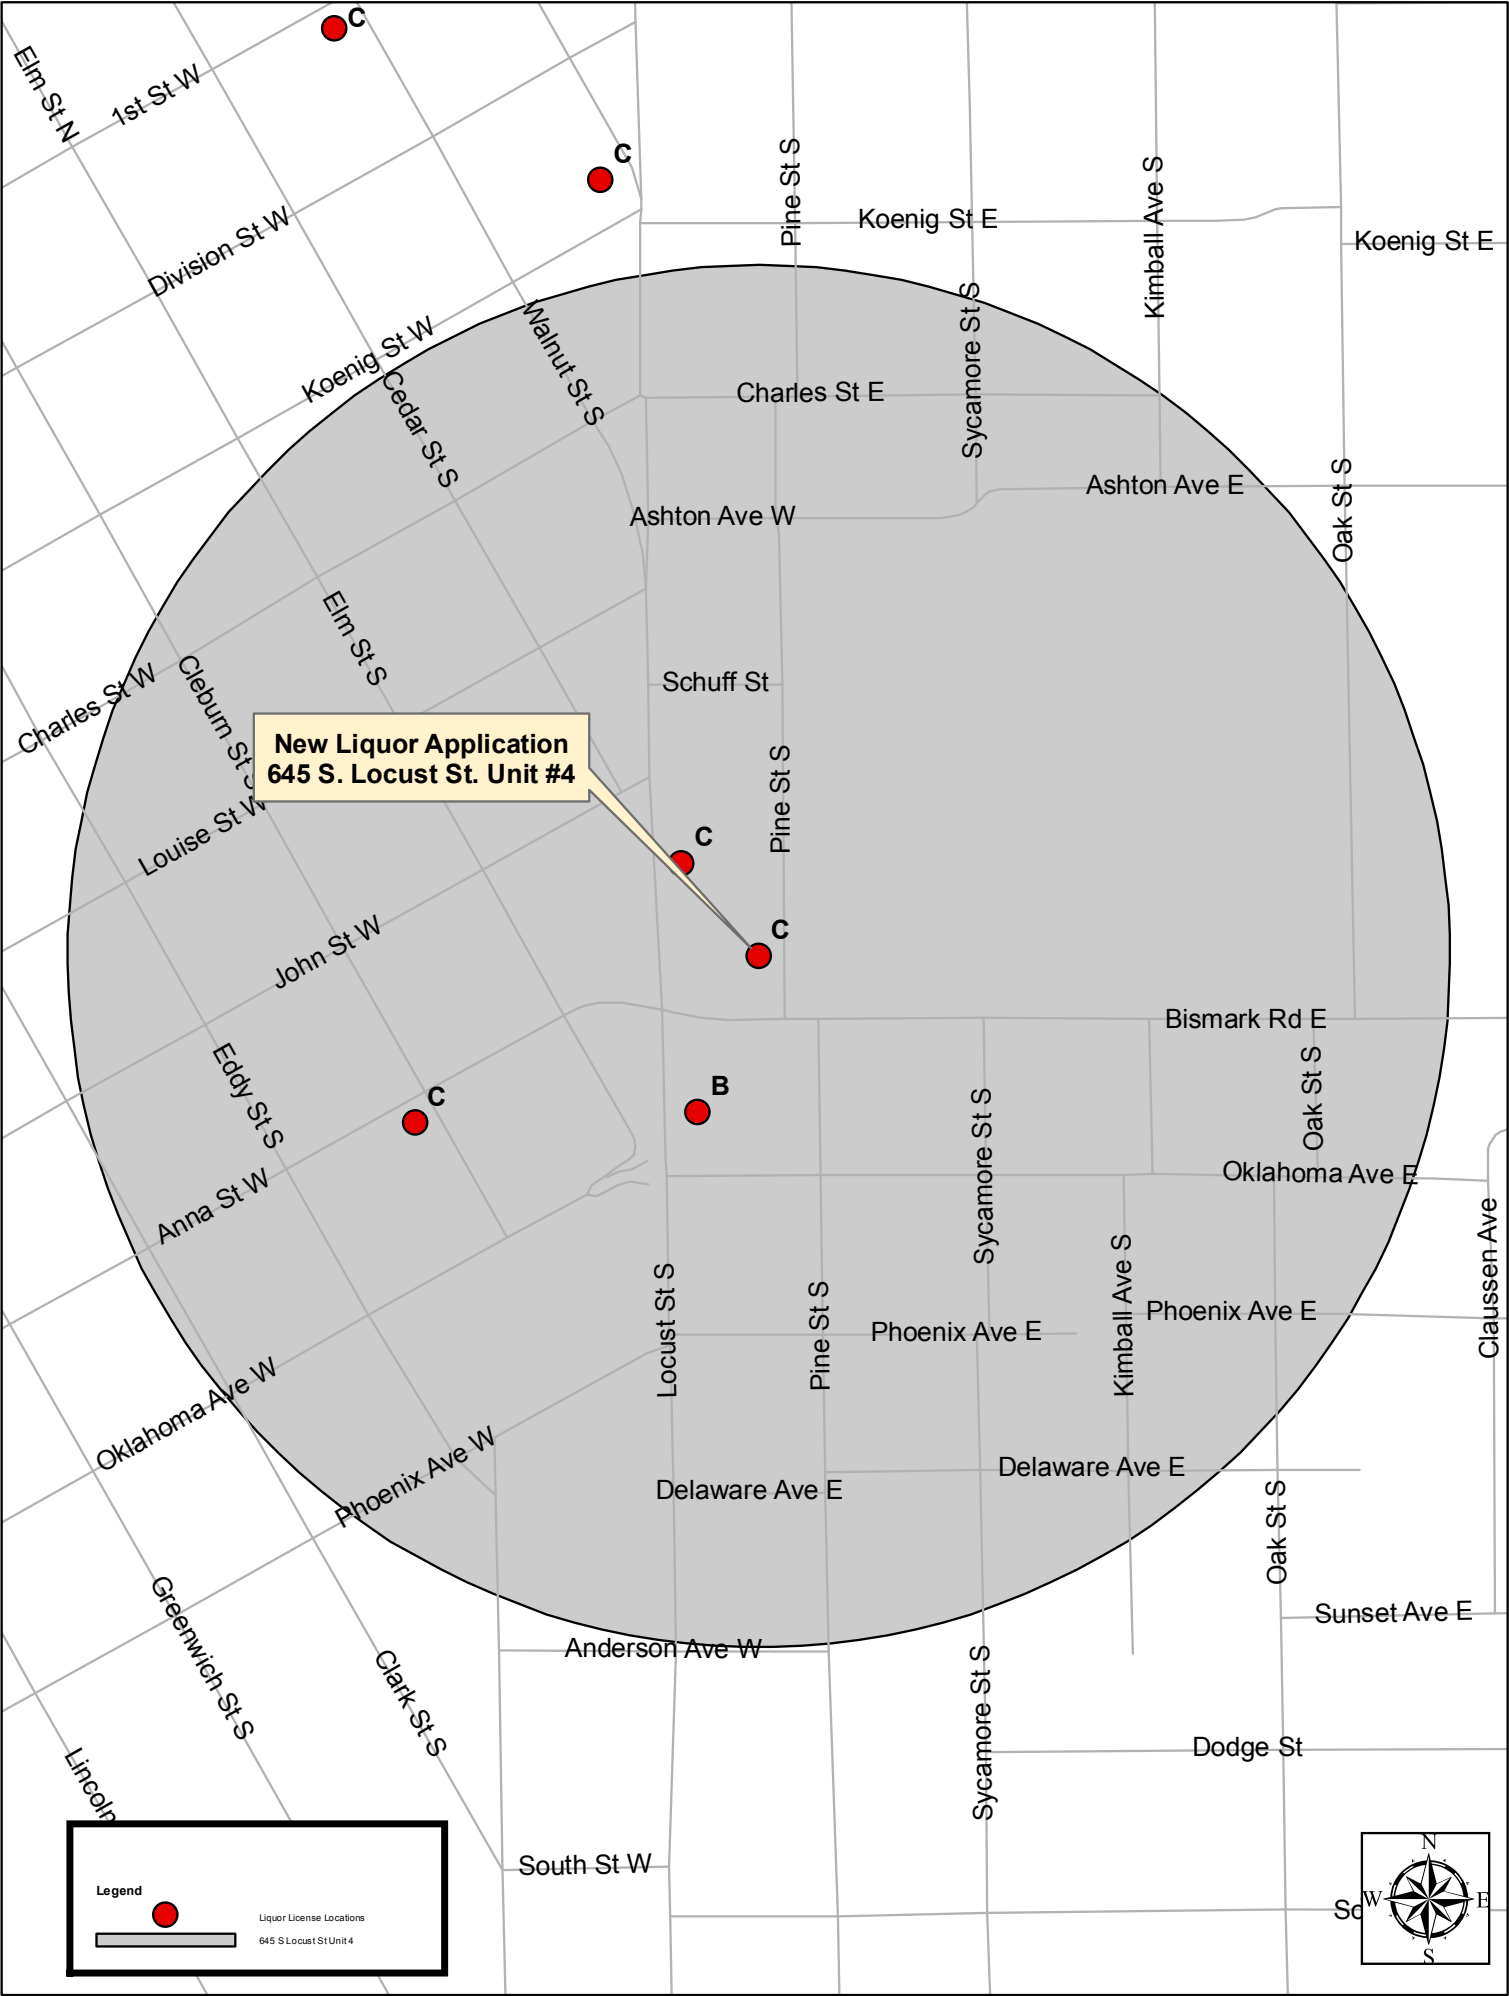 C
Elm St N
1st St W
C
Pine St S
Kimball Ave S
Division St W
Koenig St E
Koenig St E
Koenig St W
Walnut St S
Sycamore St S
Cedar St S
Charles St E
Ashton Ave E
Oak St S
Ashton Ave W
Elm St S
Charles St W
Cleburn St S
Schuff St
New Liquor Application
645 S. Locust St. Unit #4
Pine St S
Louise St W
C
John St W
C
Bismark Rd E
Eddy St S
C
B
Oak St S
Sycamore St S
Anna St W
Oklahoma Ave E
Claussen Ave
Locust St S
Pine St S
Kimball Ave S
Phoenix Ave E
Phoenix Ave E
Oklahoma Ave W
Phoenix Ave W
Delaware Ave E
Delaware Ave E
Oak St S
Greenwich St S
Sunset Ave E
Anderson Ave W
Clark St S
Sycamore St S
Dodge St
Lincoln
South St W
Legend
Liquor License Locations
645 S Locust St Unit 4
So
N
W
E
S